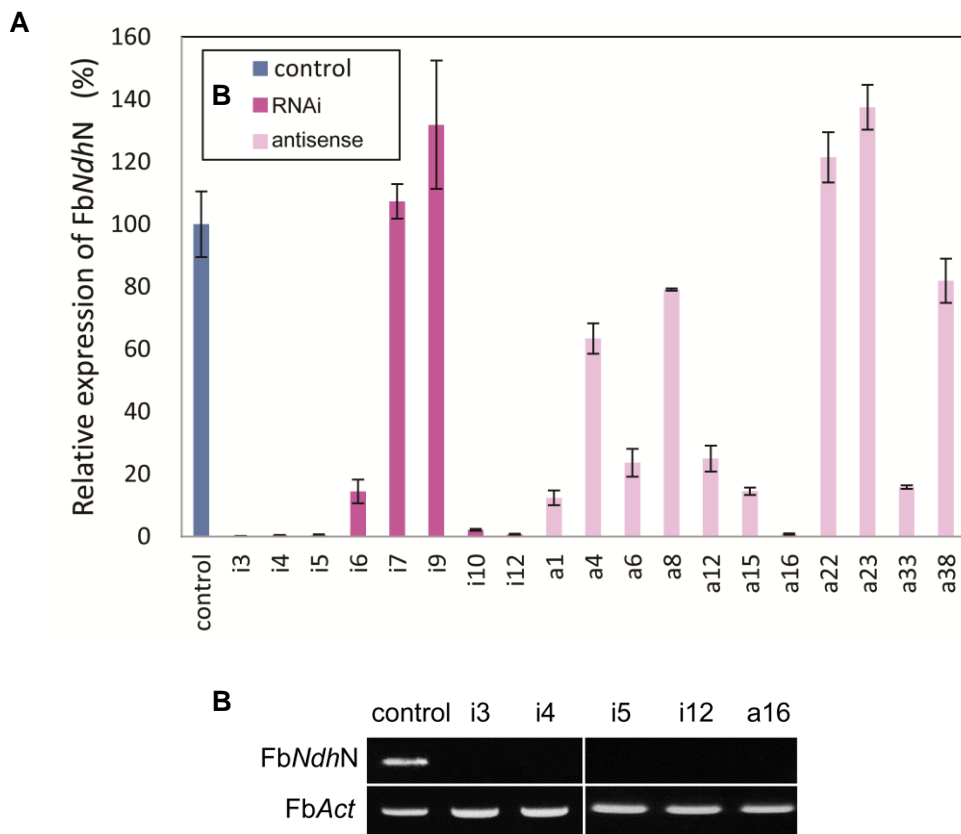 A
Relative expression of FbNdhN (%)
160
140
120
100
80
60
40
20
0
B
control
RNAi
antisense
control i3 i4 i5 i6 i7 i9 i10 i12 a1 a4 a6 a8 a12 a15 a16 a22 a23 a33 a38
B
control i3 i4 i5 i12 a16
FbNdhN
FbAct